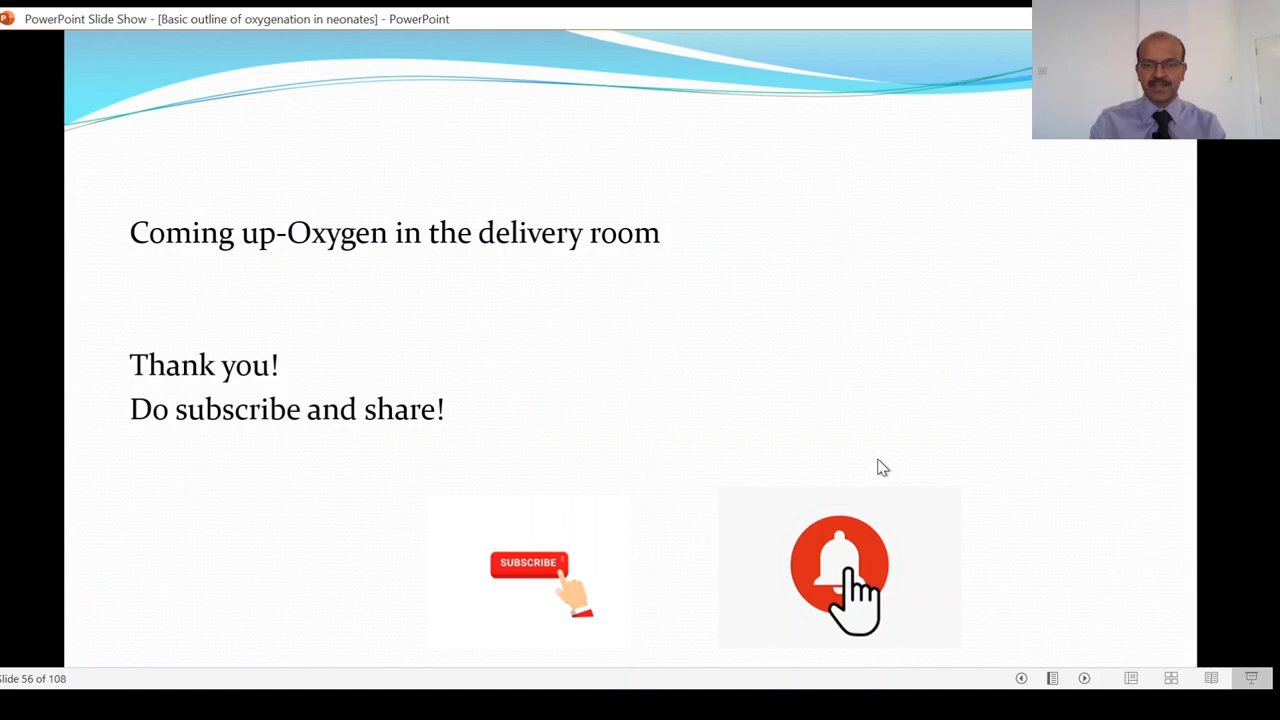 PowerPoint Slide Show - [Basic outline of oxygenation in neonates] - PowerPoint
Coming up-Oxygen in the delivery room
Thank you!
Do subscribe and share!
SUBSCRIBE
Slide 56 of 108